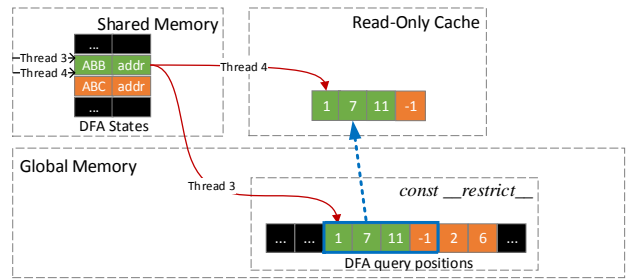 Shared Memory
Read-Only Cache
...
Thread 3
ABB addr
Thread 4
Thread 4
ABC addr
1 7 11 -1
...
DFA States
Global Memory
Thread 3
const __restrict__
... ... 1 7 11 -1 2 6 ...
DFA query positions